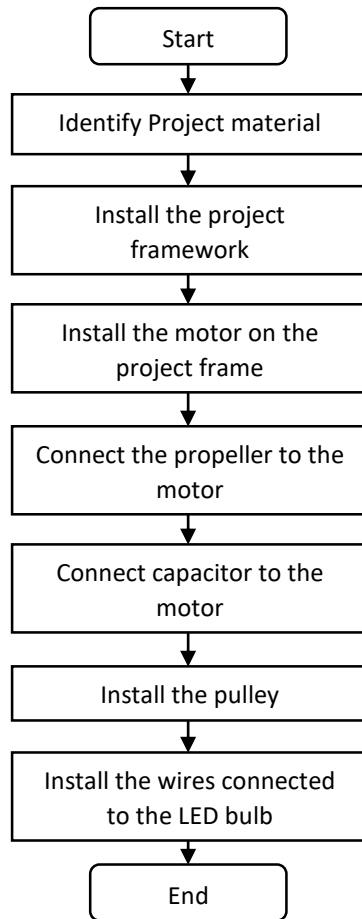 Start
Identify Project material
Install the project
framework
Install the motor on the
project frame
Connect the propeller to the
motor
Connect capacitor to the
motor
Install the pulley
Install the wires connected
to the LED bulb
End